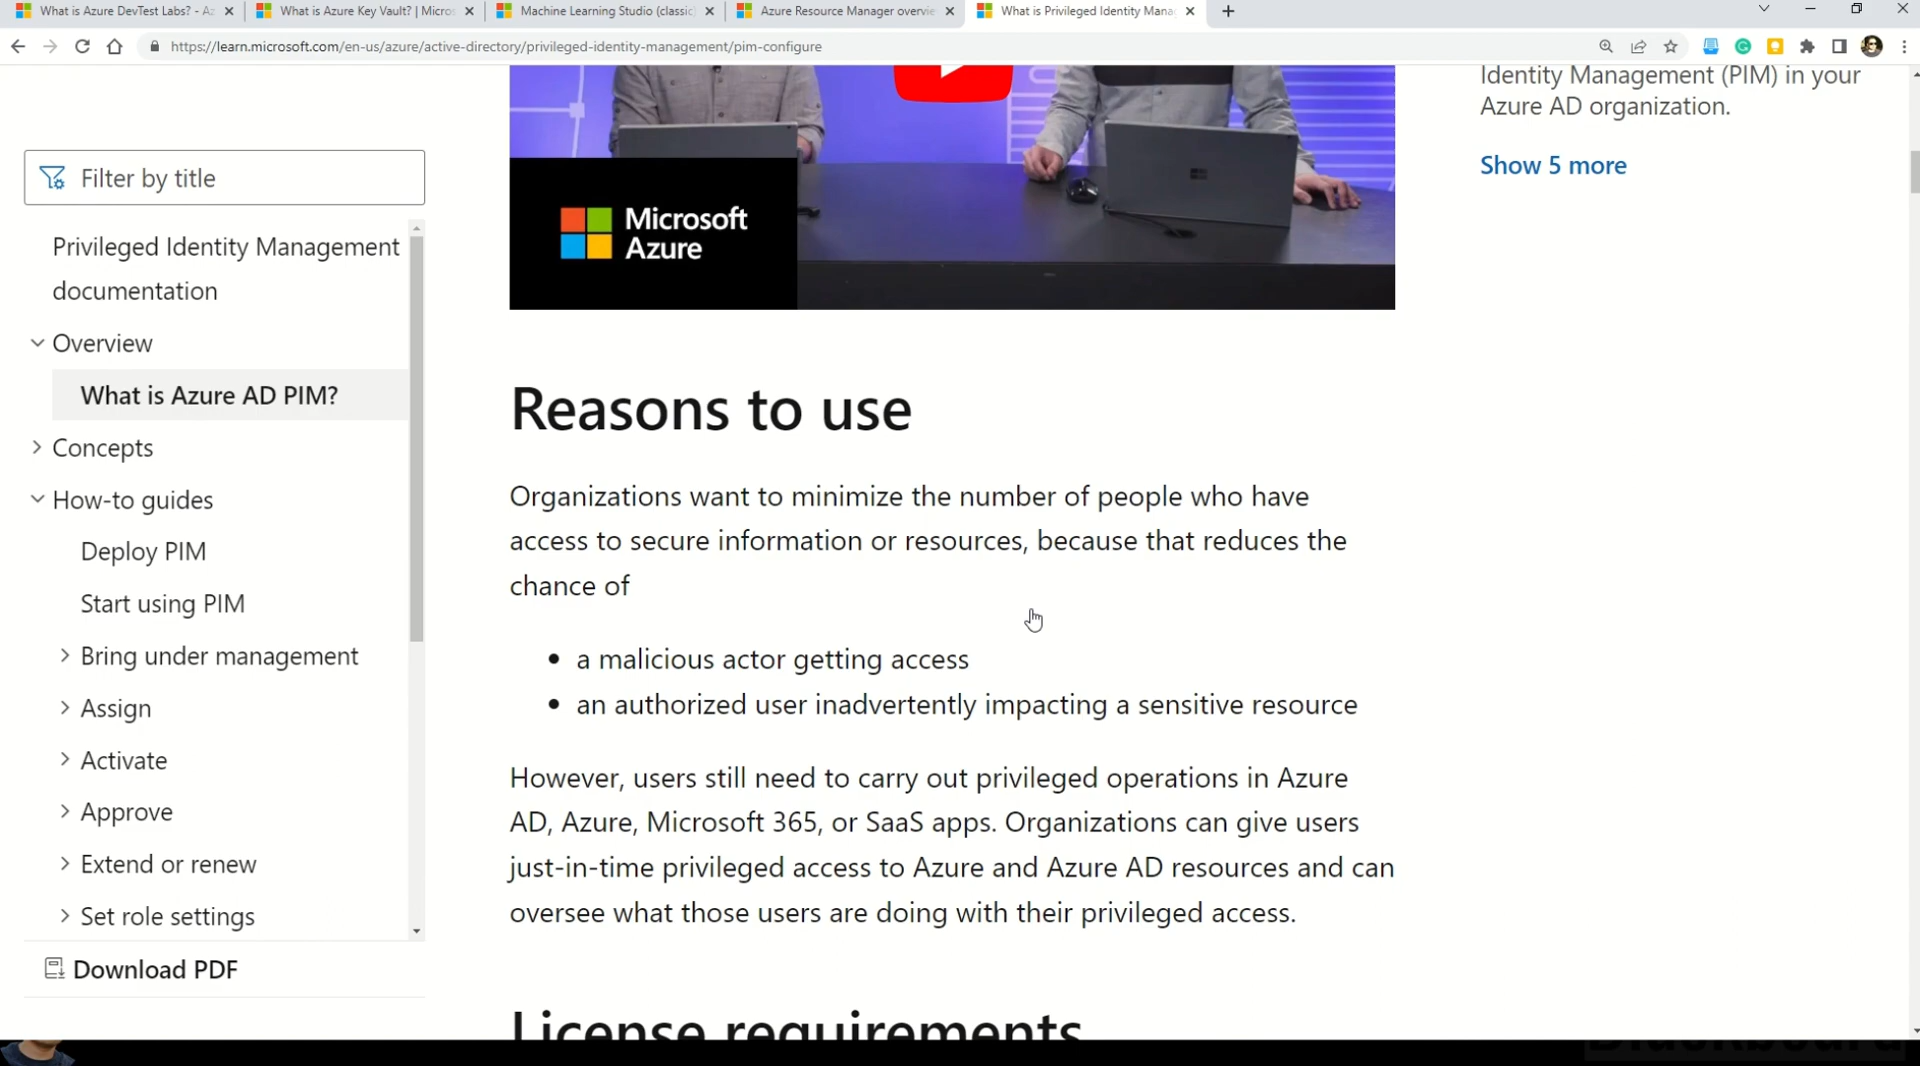 What is Azure DevTest Labs? - Az
What is Azure Key Vault? | Micros
Machine Learning Studio (classic)
Azure Resource Manager overvie
What is Privileged Identity Mana
https://learn.microsoft.com/en-us/azure/active-directory/privileged-identity-management/pim-configure
Identity Management (PIM) in your
Azure AD organization.
Show 5 more
Filter by title
Privileged Identity Management
documentation
Overview
What is Azure AD PIM?
Concepts
How-to guides
Deploy PIM
Start using PIM
Bring under management
Assign
Activate
Approve
Extend or renew
Set role settings
Download PDF
Microsoft
Azure
Reasons to use
Organizations want to minimize the number of people who have
access to secure information or resources, because that reduces the
chance of
• a malicious actor getting access
• an authorized user inadvertently impacting a sensitive resource
However, users still need to carry out privileged operations in Azure
AD, Azure, Microsoft 365, or SaaS apps. Organizations can give users
just-in-time privileged access to Azure and Azure AD resources and can
oversee what those users are doing with their privileged access.
License requirements